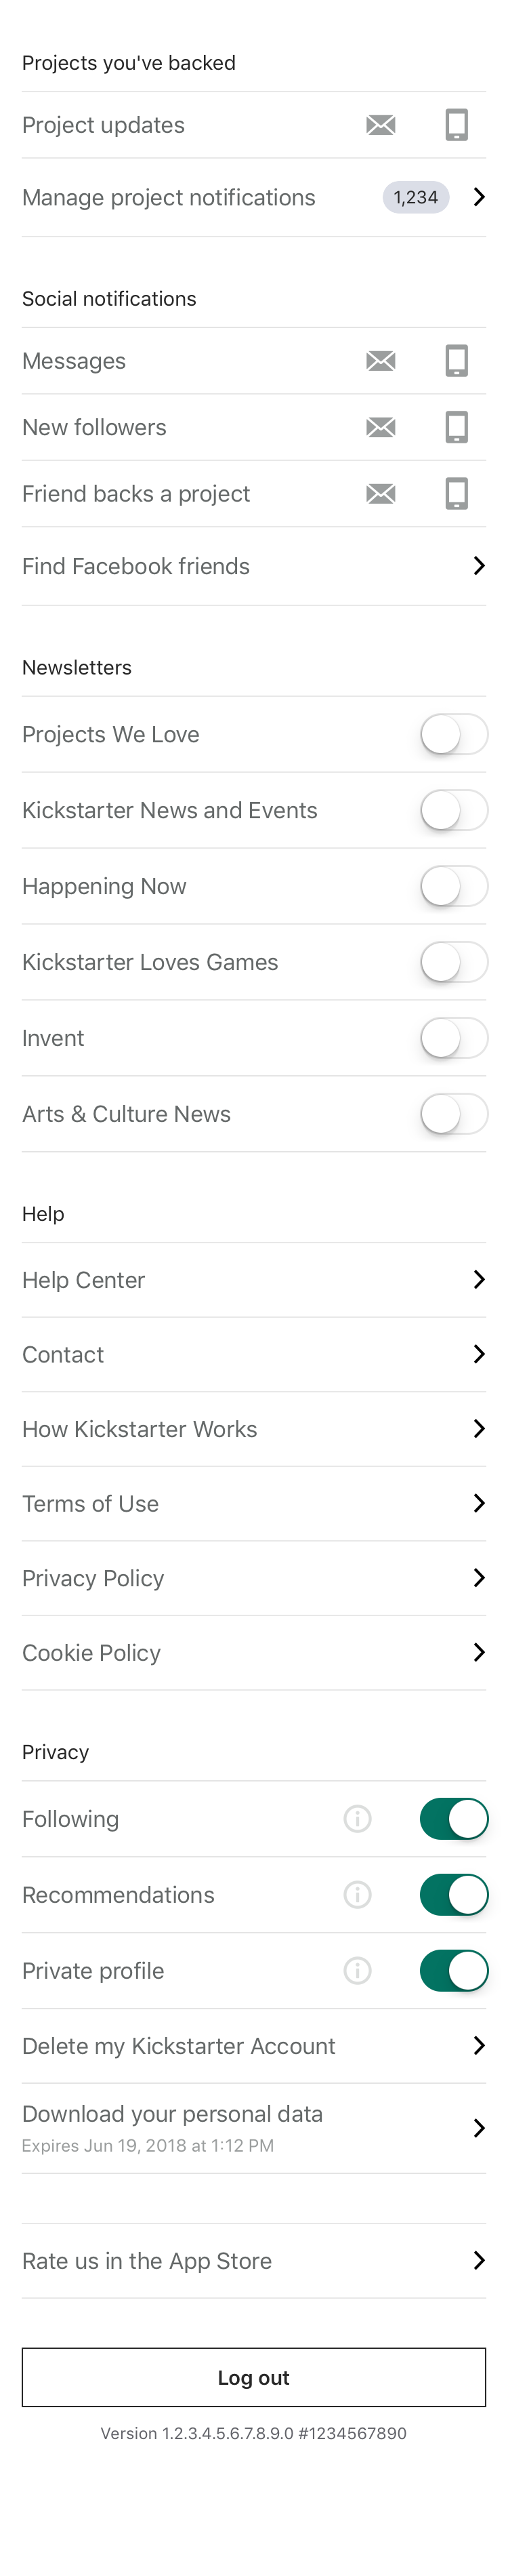 Projects you've backed
Project updates
Manage project notifications 1,234
Social notifications
Messages
New followers
Friend backs a project
Find Facebook friends
Newsletters
Projects We Love
Kickstarter News and Events
Happening Now
Kickstarter Loves Games
Invent
Arts & Culture News
Help
Help Center
Contact
How Kickstarter Works
Terms of Use
Privacy Policy
Cookie Policy
Privacy
Following
Recommendations
Private profile
Delete my Kickstarter Account
Download your personal data
Expires Jun 19, 2018 at 1:12 PM
Rate us in the App Store
Log out
Version 1.2.3.4.5.6.7.8.9.0 #1234567890